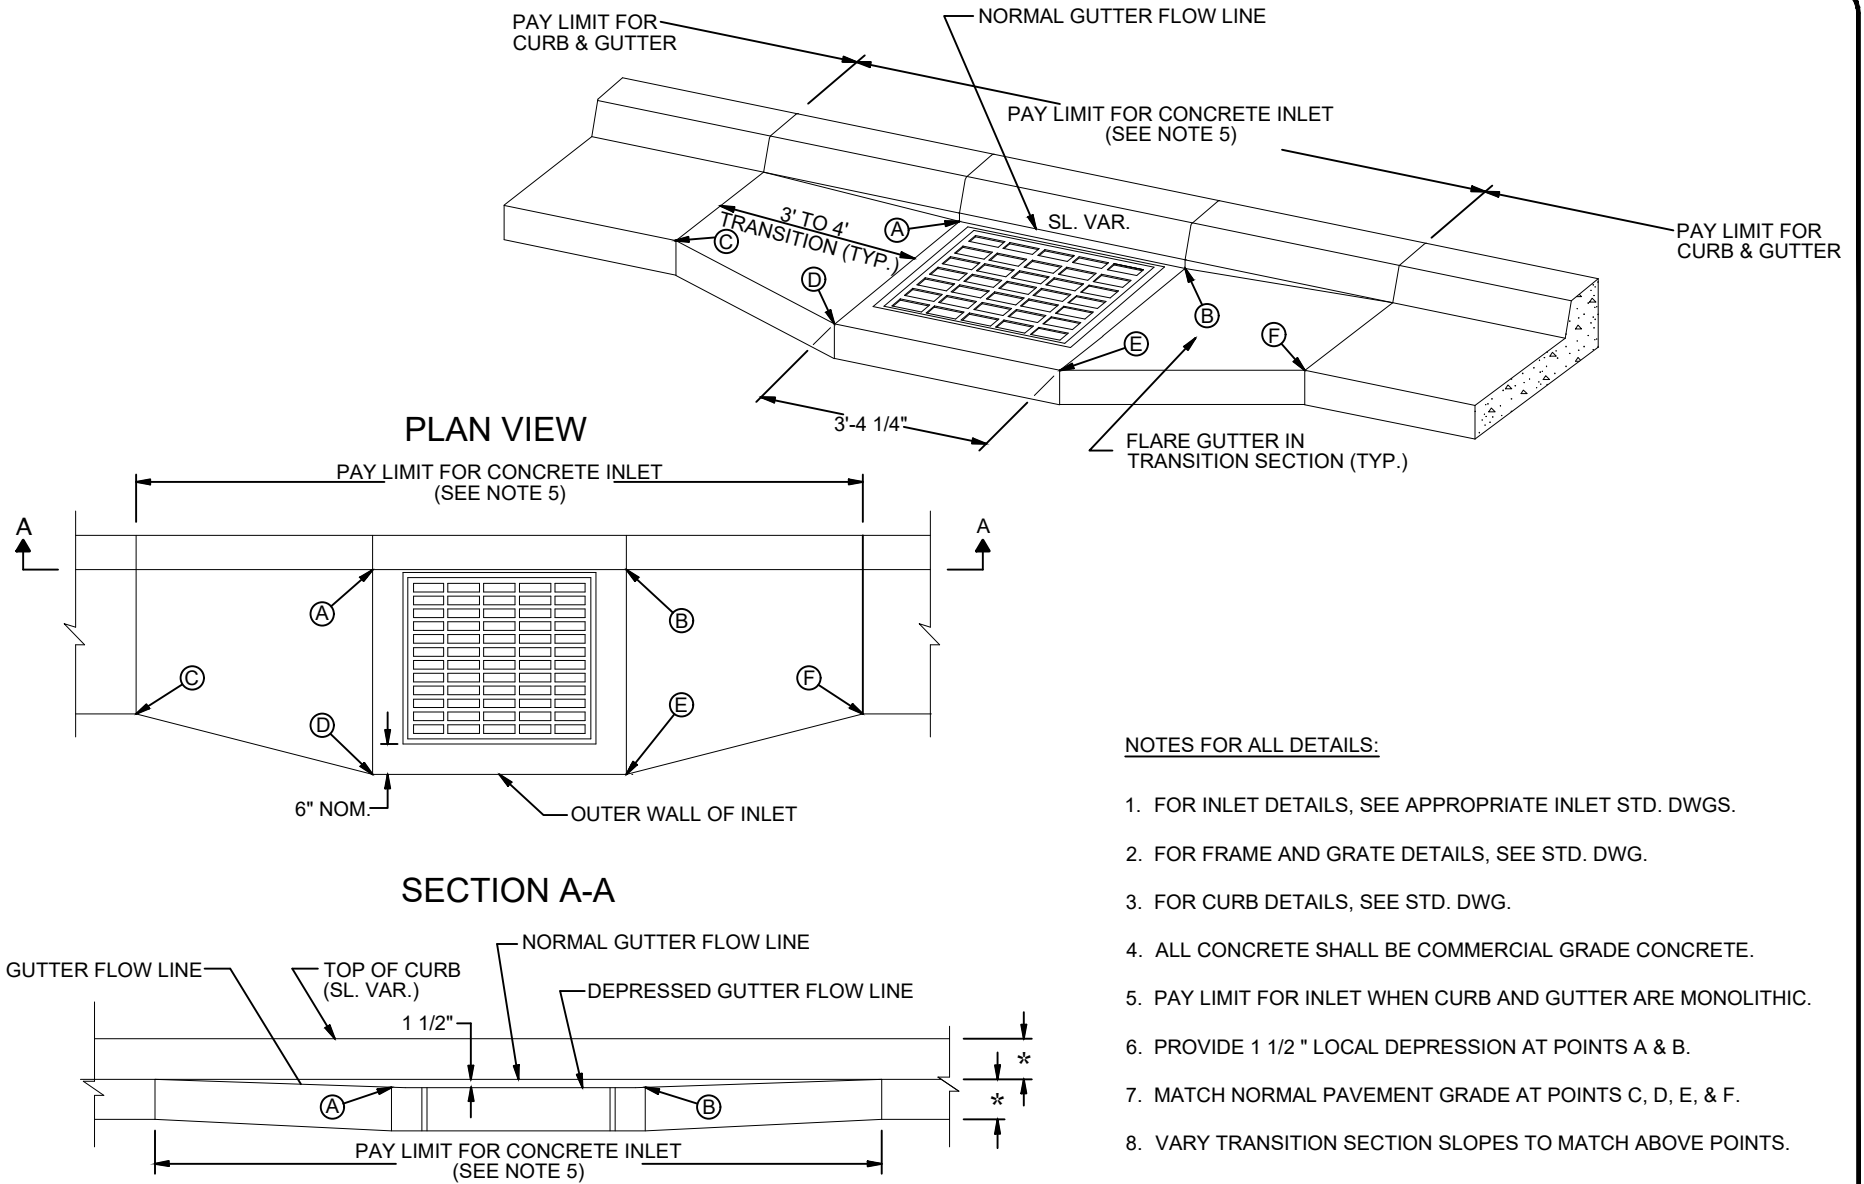 PAY LIMIT FOR
CURB & GUTTER
NORMAL GUTTER FLOW LINE
PAY LIMIT FOR CONCRETE INLET
(SEE NOTE 5)
PAY LIMIT FOR
CURB & GUTTER
3' TO 4'
TRANSITION (TYP.)
SL. VAR.
A
B
C
D
E
F
3'-4 1/4"
FLARE GUTTER IN
TRANSITION SECTION (TYP.)
PLAN VIEW
PAY LIMIT FOR CONCRETE INLET
(SEE NOTE 5)
A
A
A
B
C
F
D
E
6" NOM.
OUTER WALL OF INLET
SECTION A-A
GUTTER FLOW LINE
TOP OF CURB
(SL. VAR.)
NORMAL GUTTER FLOW LINE
DEPRESSED GUTTER FLOW LINE
1 1/2"
*
*
A
B
PAY LIMIT FOR CONCRETE INLET
(SEE NOTE 5)
NOTES FOR ALL DETAILS:
1. FOR INLET DETAILS, SEE APPROPRIATE INLET STD. DWGS.
2. FOR FRAME AND GRATE DETAILS, SEE STD. DWG.
3. FOR CURB DETAILS, SEE STD. DWG.
4. ALL CONCRETE SHALL BE COMMERCIAL GRADE CONCRETE.
5. PAY LIMIT FOR INLET WHEN CURB AND GUTTER ARE MONOLITHIC.
6. PROVIDE 1 1/2 " LOCAL DEPRESSION AT POINTS A & B.
7. MATCH NORMAL PAVEMENT GRADE AT POINTS C, D, E, & F.
8. VARY TRANSITION SECTION SLOPES TO MATCH ABOVE POINTS.